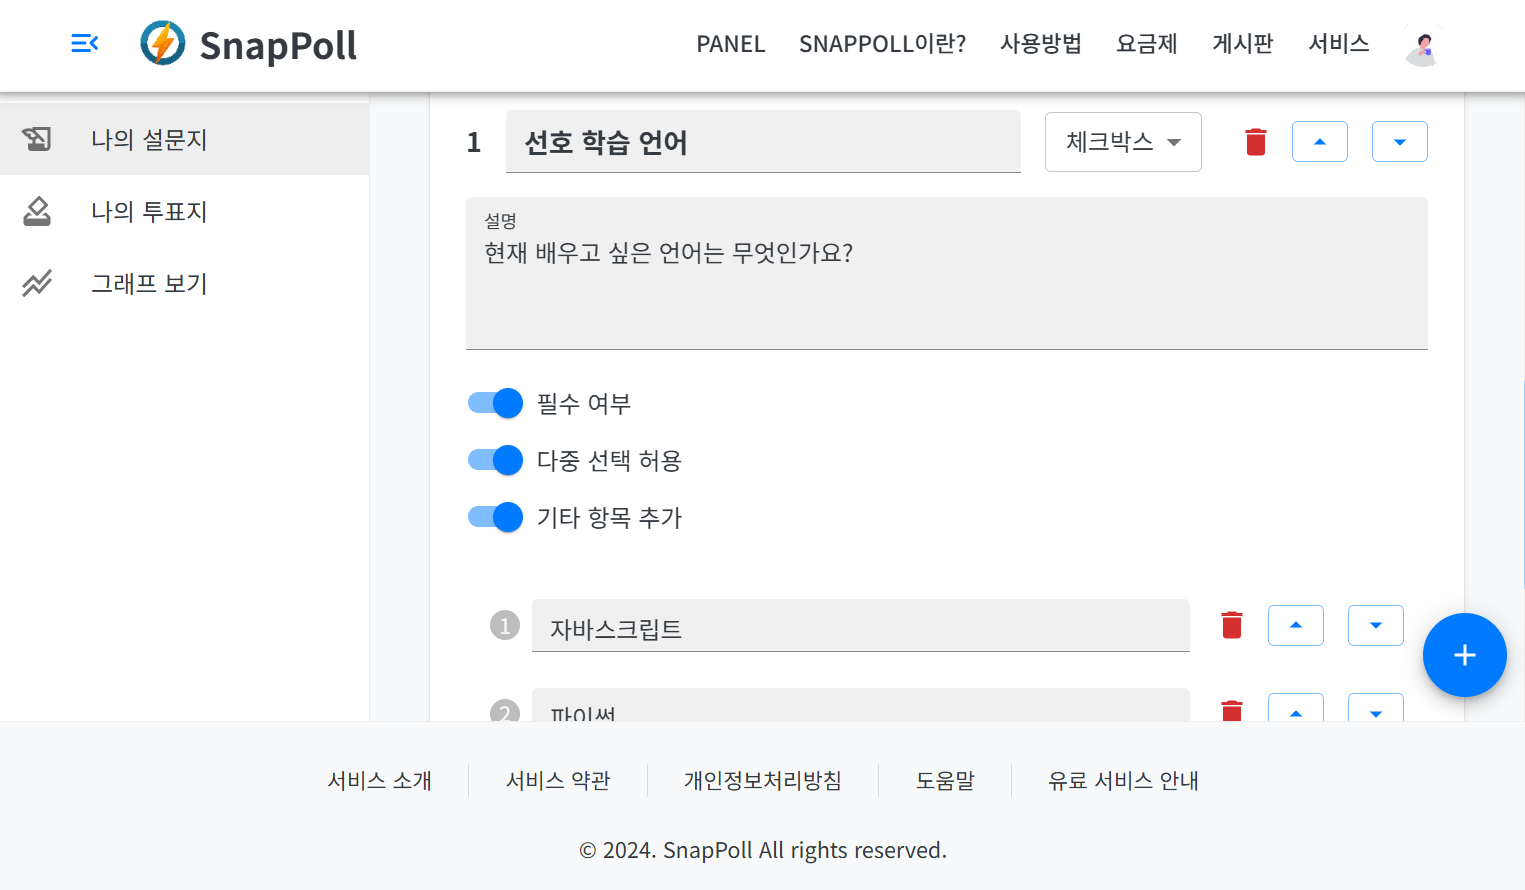 SnapPoll
PANEL SNAPPOLL이란? 사용방법 요금제 게시판 서비스
나의 설문지
나의 투표지
그래프 보기
1 선호 학습 언어 체크박스
설명
현재 배우고 싶은 언어는 무엇인가요?
필수 여부
다중 선택 허용
기타 항목 추가
1 자바스크립트
2 파이썬
서비스 소개 서비스 약관 개인정보처리방침 도움말 유료 서비스 안내
© 2024. SnapPoll All rights reserved.